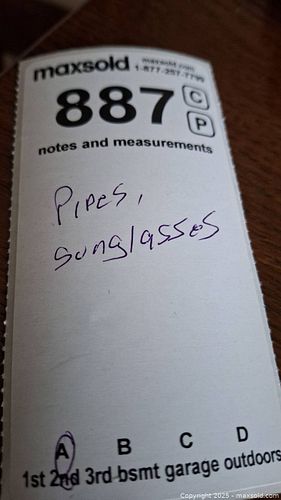 maxsold
maxsold.com
1-877-257-7799
887
C
P
notes and measurements
Pipes,
sunglasses
A B C D
1st 2nd 3rd bsmt garage outdoors
Copyright © 2025 - maxsold.com